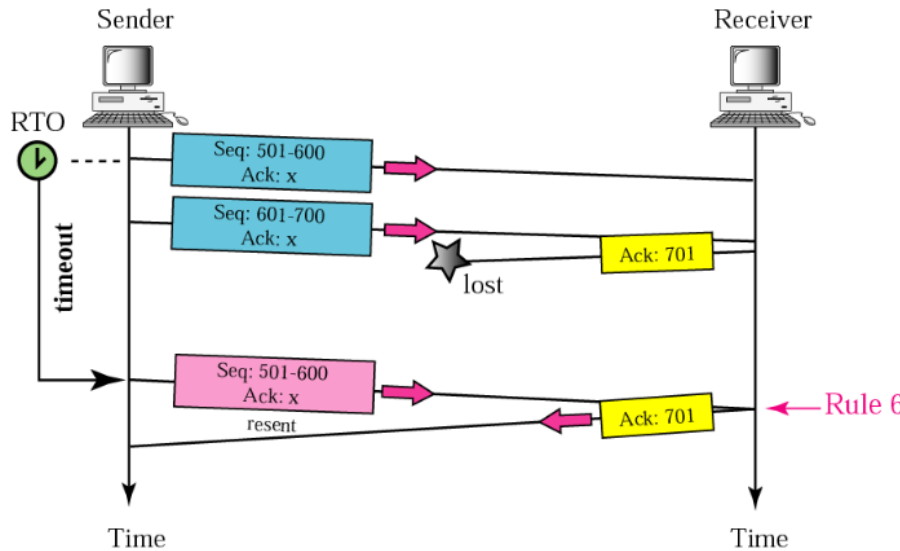 Sender
Receiver
RTO
Seq: 501-600
Ack: x
Seq: 601-700
Ack: x
Ack: 701
lost
timeout
Seq: 501-600
Ack: x
resent
Ack: 701
Rule 6
Time
Time